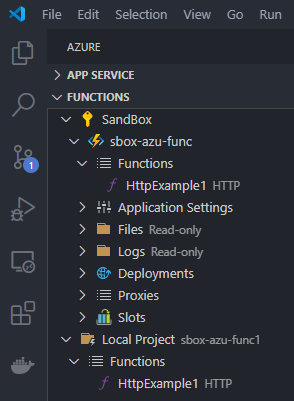 File Edit View Go Run
AZURE
APP SERVICE
FUNCTIONS
SandBox
sbox-azu-func
Functions
HttpExample1 HTTP
Application Settings
Files Read-only
Logs Read-only
Deployments
Proxies
Slots
Local Project sbox-azu-func1
Functions
HttpExample1 HTTP
1